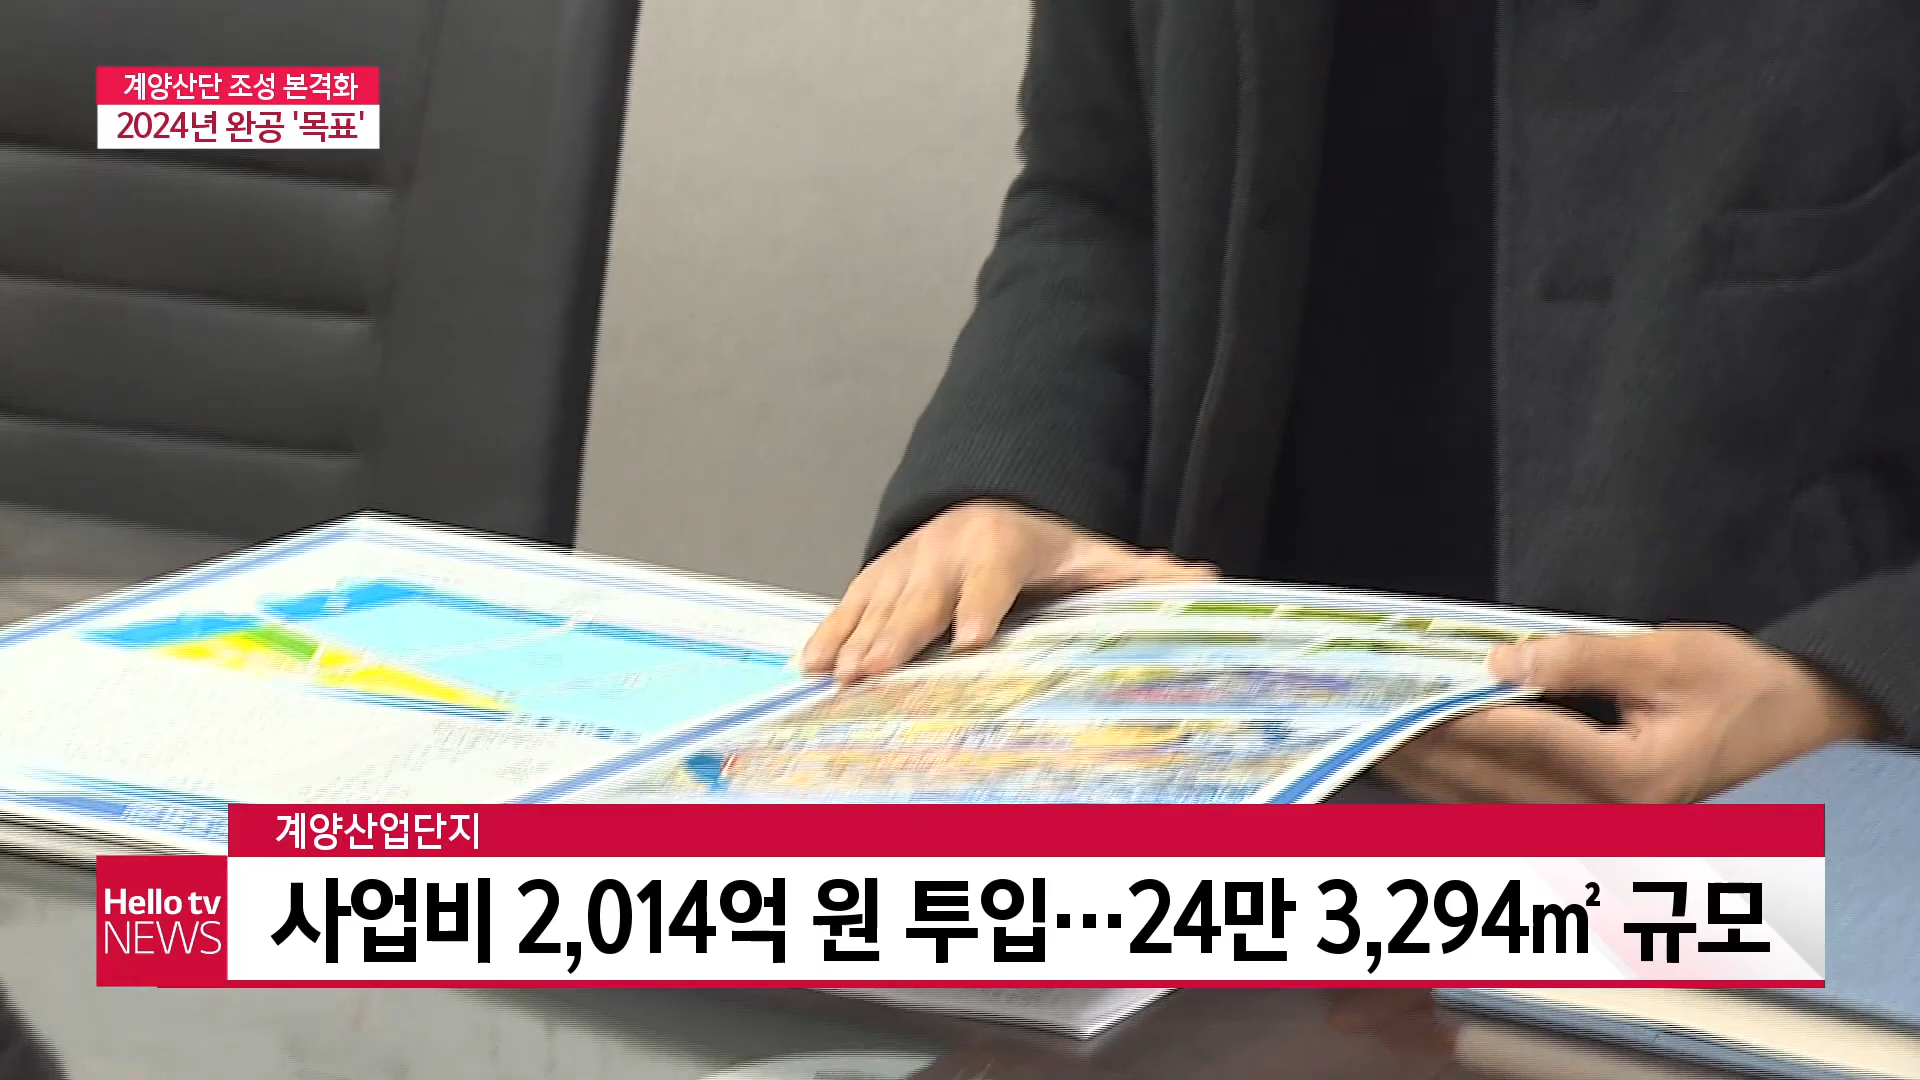 계양산단 조성 본격화
2024년 완공 '목표'
계양산업단지
Hello tv
NEWS
사업비 2,014억 원 투입…24만 3,294㎡ 규모